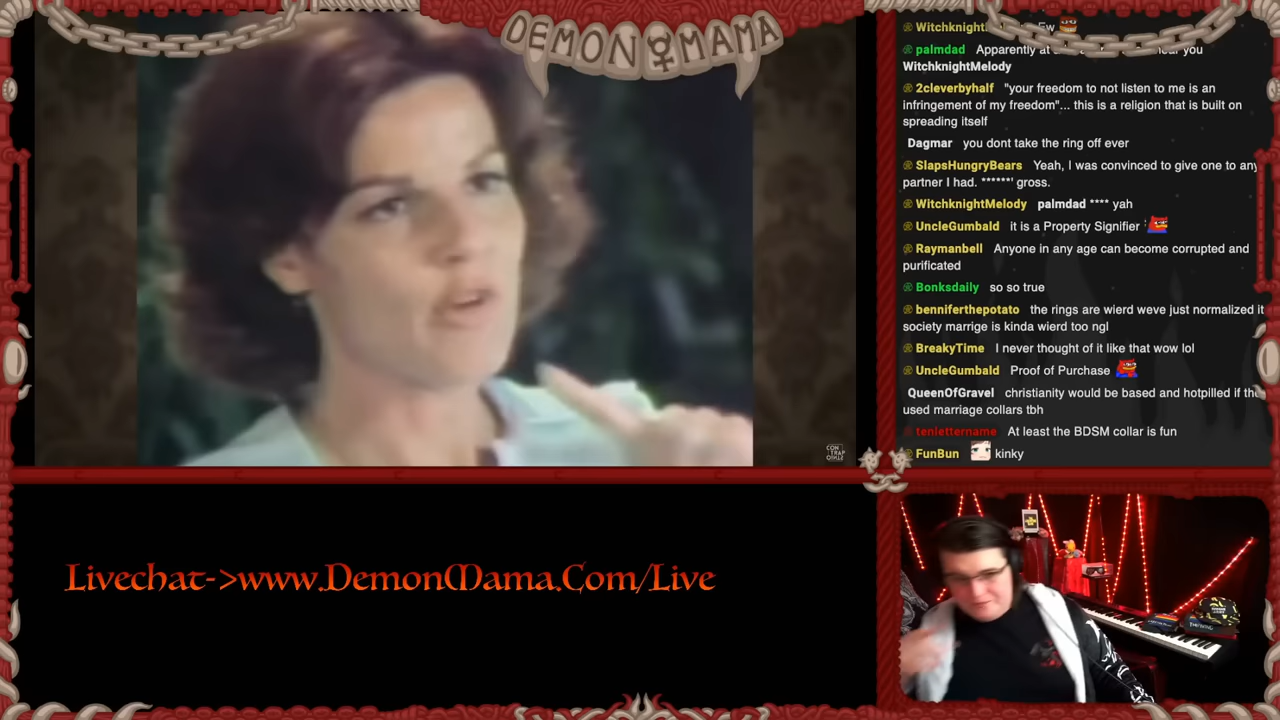 DEMON MAMA
Ew
palmdad Apparently at you
WitchknightMelody
2cleverbyhalf "your freedom to not listen to me is an
infringement of my freedom"... this is a religion that is built on
spreading itself
Dagmar you dont take the ring off ever
SlapsHungryBears Yeah, I was convinced to give one to any
partner I had. ******' gross.
WitchknightMelody palmdad **** yah
UncleGumbald it is a Property Signifier
Raymanbell Anyone in any age can become corrupted and
purificated
Bonksdaily so so true
benniferthepotato the rings are wierd weve just normalized it
society marrige is kinda wierd too ngl
BreakyTime I never thought of it like that wow lol
UncleGumbald Proof of Purchase
QueenOfGravel christianity would be based and hotpilled if the
used marriage collars tbh
tenlettername At least the BDSM collar is fun
FunBun kinky
CON
TRAP
Livechat->www.DemonMama.Com/Live